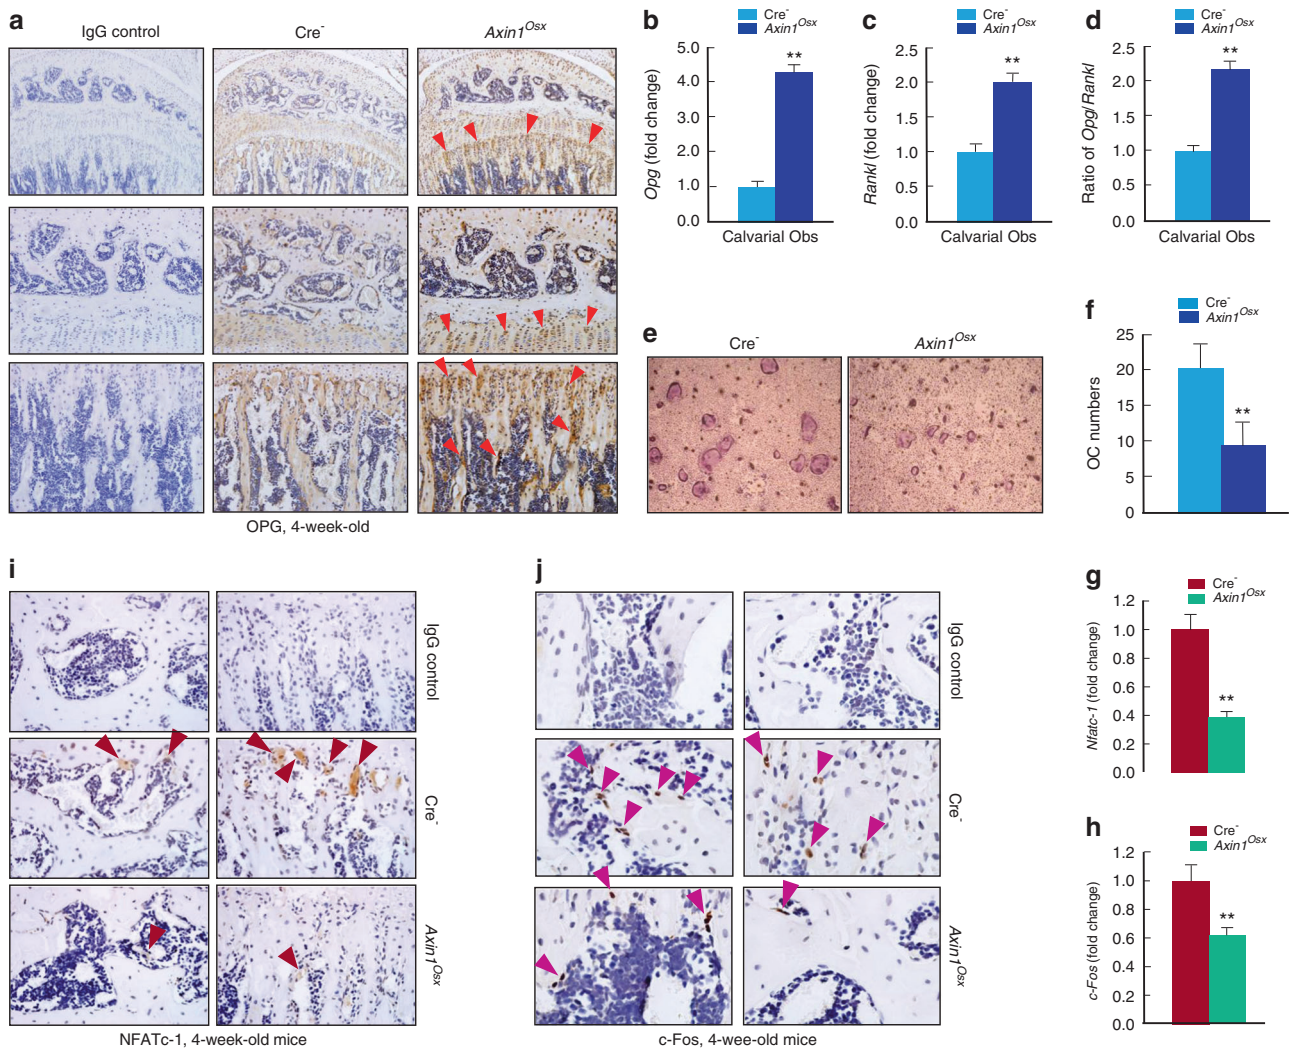 a
IgG control
Cre-
Axin1Osx
OPG, 4-week-old
b
Cre-
Axin1Osx
Opg (fold change)
5.0
4.0
3.0
2.0
1.0
0.0
**
Calvarial Obs
c
Cre-
Axin1Osx
Rankl (fold change)
2.5
2.0
1.5
1.0
0.5
0.0
**
Calvarial Obs
d
Cre-
Axin1Osx
Ratio of Opg/Rankl
2.5
2.0
1.5
1.0
0.5
0.0
**
Calvarial Obs
e
Cre-
Axin1Osx
f
Cre-
Axin1Osx
OC numbers
25
20
15
10
5
0
**
i
IgG control
Cre-
Axin1Osx
NFATc-1, 4-week-old mice
j
IgG control
Cre-
Axin1Osx
c-Fos, 4-wee-old mice
g
Cre-
Axin1Osx
Nfatc-1 (fold change)
1.2
1.0
0.8
0.6
0.4
0.2
0.0
**
h
Cre-
Axin1Osx
c-Fos (fold change)
1.2
1.0
0.8
0.6
0.4
0.2
0.0
**